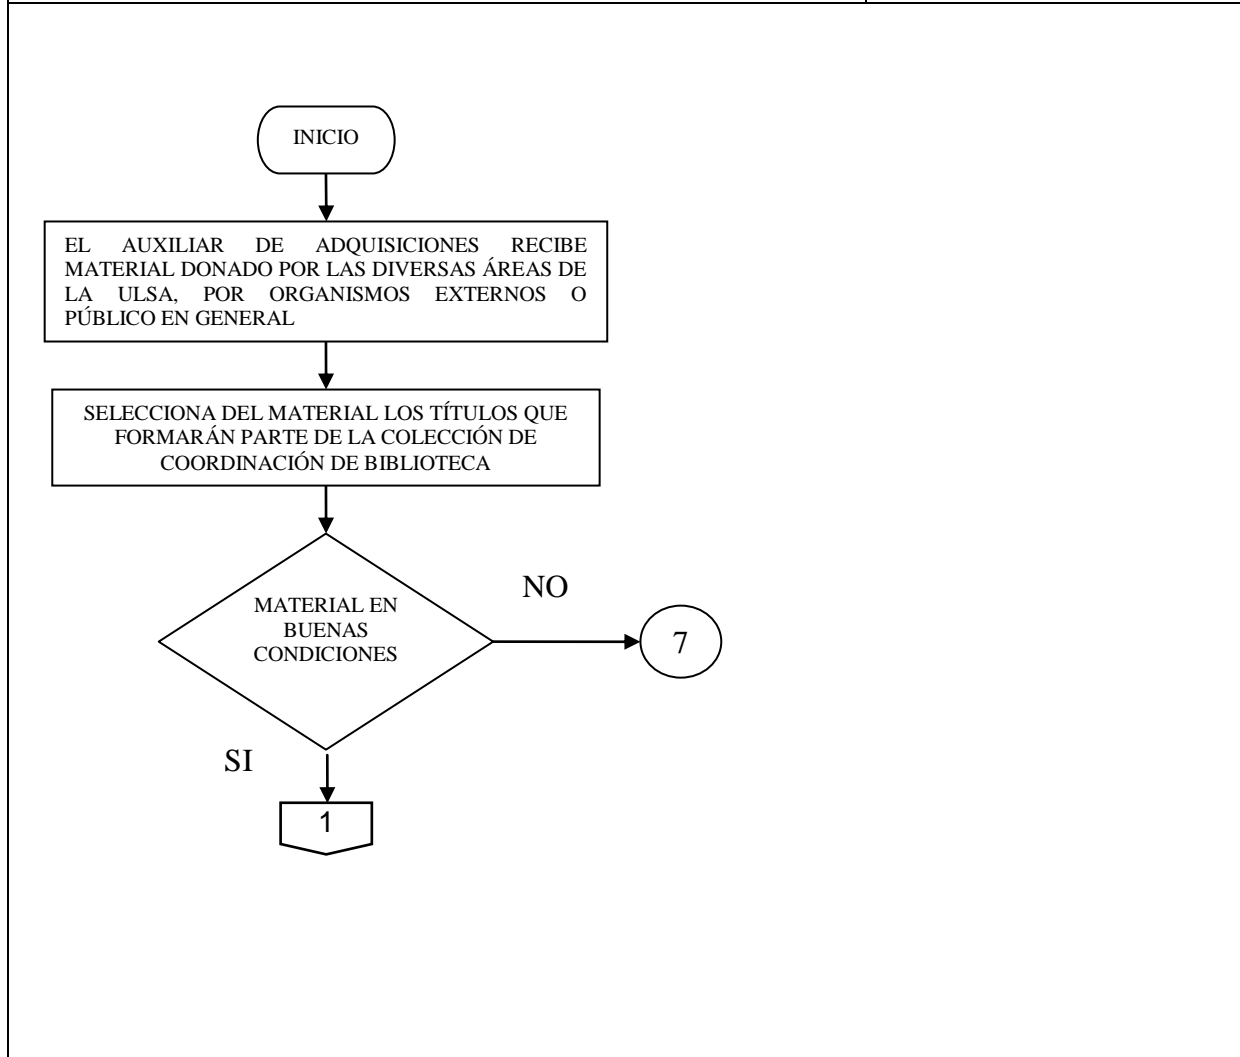 INICIO
EL AUXILIAR DE ADQUISICIONES RECIBE
MATERIAL DONADO POR LAS DIVERSAS ÁREAS DE
LA ULSA, POR ORGANISMOS EXTERNOS O
PÚBLICO EN GENERAL
SELECCIONA DEL MATERIAL LOS TÍTULOS QUE
FORMARÁN PARTE DE LA COLECCIÓN DE
COORDINACIÓN DE BIBLIOTECA
MATERIAL EN
BUENAS
CONDICIONES
NO
7
SI
1